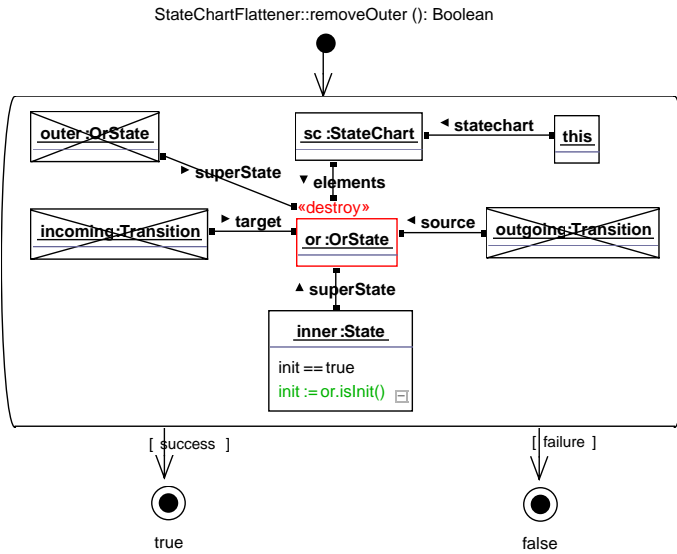 StateChartFlattener::removeOuter (): Boolean
outer :OrState
sc :StateChart
◄ statechart
this
► superState
▼ elements
«destroy»
incoming:Transition
► target
or :OrState
◄ source
outgoing:Transition
▲ superState
inner :State
init == true
init := or.isInit()
[ success ]
[ failure ]
true
false